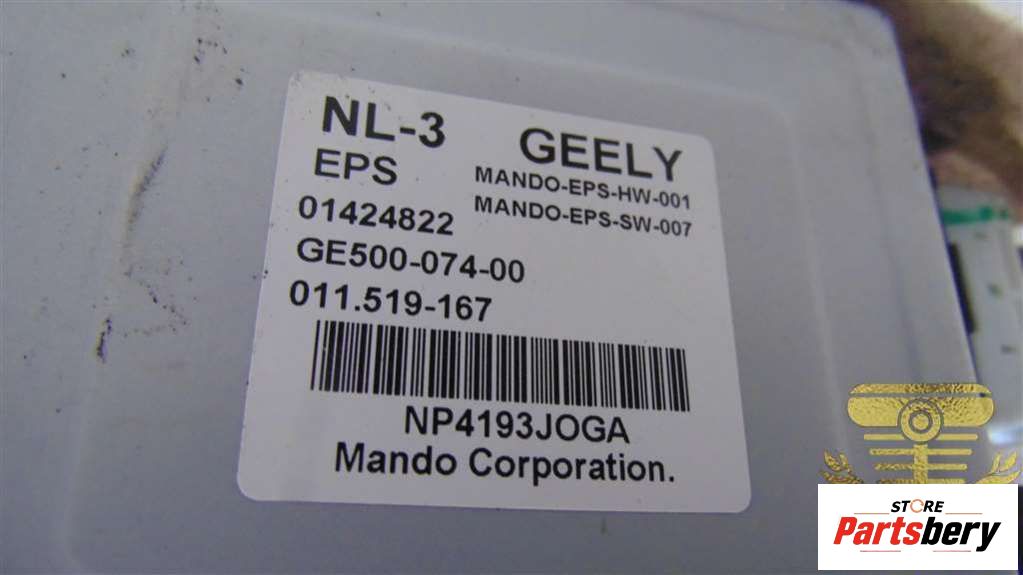 NL-3 GEELY
EPS MANDO-EPS-HW-001
01424822 MANDO-EPS-SW-007
GE500-074-00
011.519-167
NP4193JOGA
Mando Corporation.
STORE
Partsbery